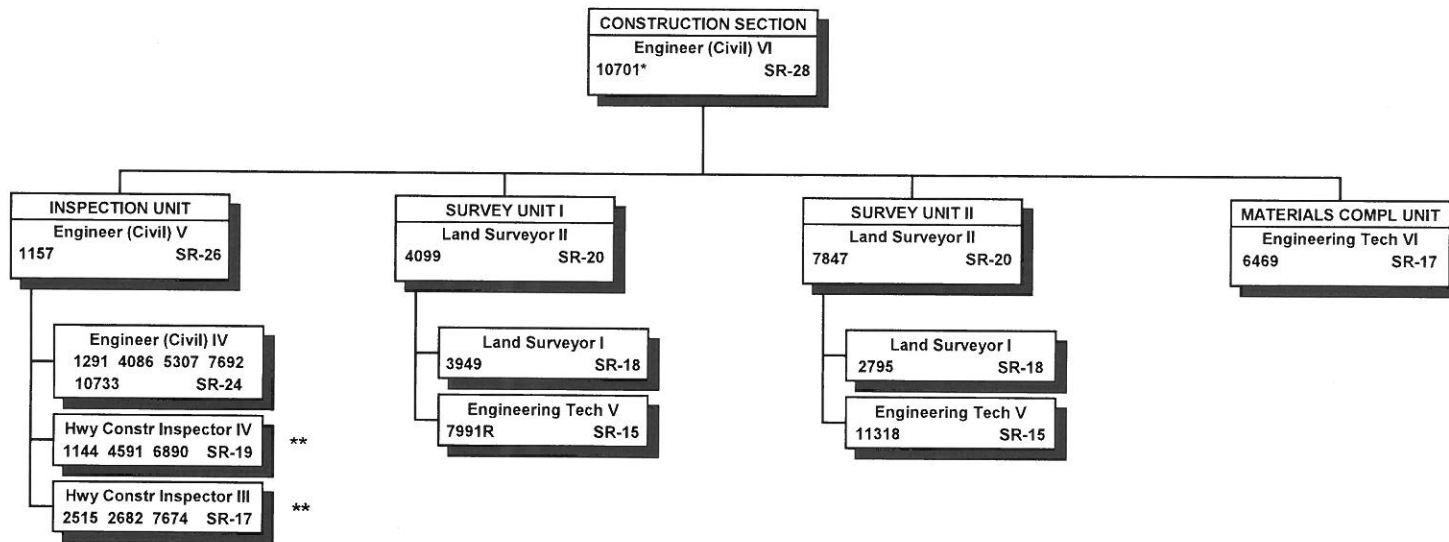 CONSTRUCTION SECTION
Engineer (Civil) VI
10701* SR-28
INSPECTION UNIT
Engineer (Civil) V
1157 SR-26
Engineer (Civil) IV
1291 4086 5307 7692
10733 SR-24
Hwy Constr Inspector IV
1144 4591 6890 SR-19 **
Hwy Constr Inspector III
2515 2682 7674 SR-17 **
SURVEY UNIT I
Land Surveyor II
4099 SR-20
Land Surveyor I
3949 SR-18
Engineering Tech V
7991R SR-15
SURVEY UNIT II
Land Surveyor II
7847 SR-20
Land Surveyor I
2795 SR-18
Engineering Tech V
11318 SR-15
MATERIALS COMPL UNIT
Engineering Tech VI
6469 SR-17